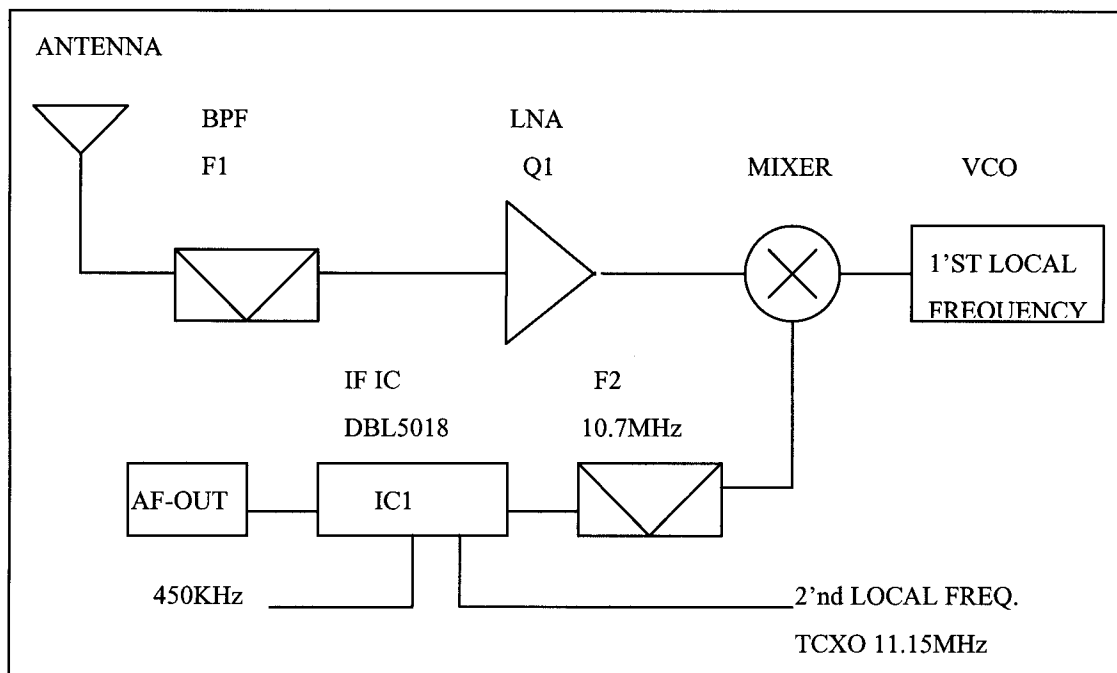 ANTENNA
BPF
F1
LNA
Q1
MIXER
VCO
1'ST LOCAL
FREQUENCY
IF IC
DBL5018
F2
10.7MHz
AF-OUT
IC1
450KHz
2'nd LOCAL FREQ.
TCXO 11.15MHz